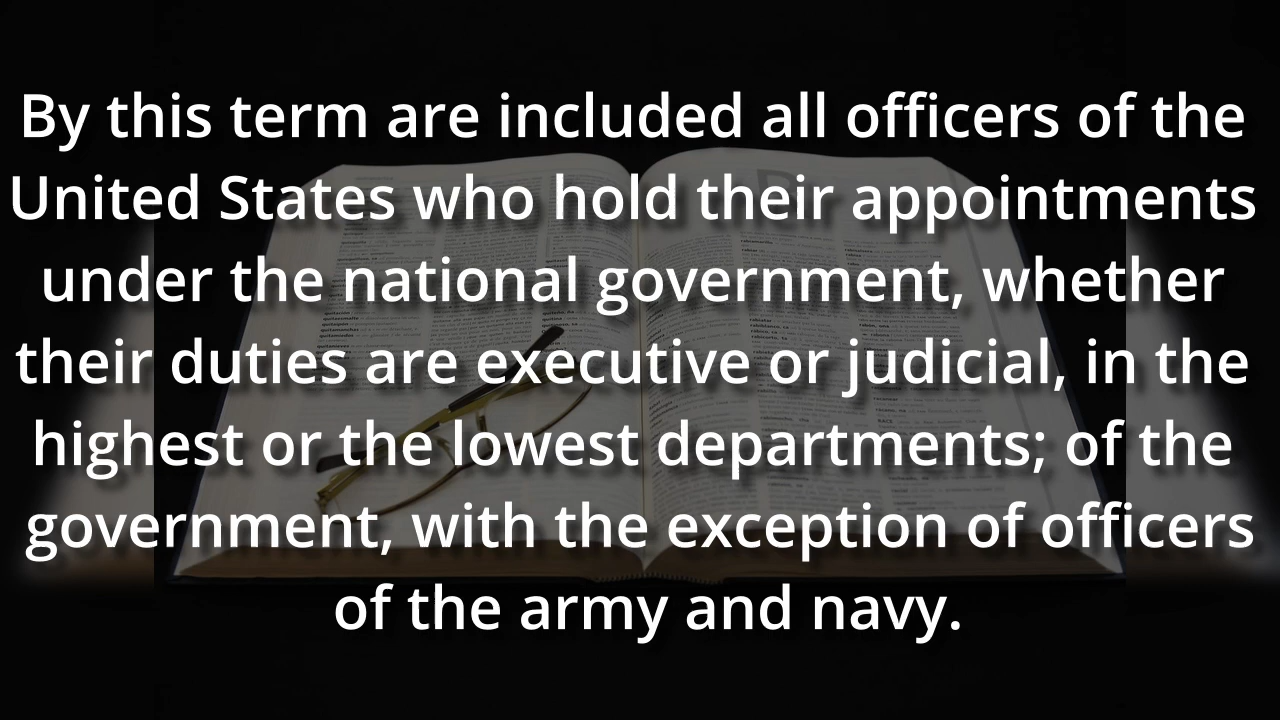 By this term are included all officers of the
United States who hold their appointments
under the national government, whether
their duties are executive or judicial, in the
highest or the lowest departments; of the
government, with the exception of officers
of the army and navy.